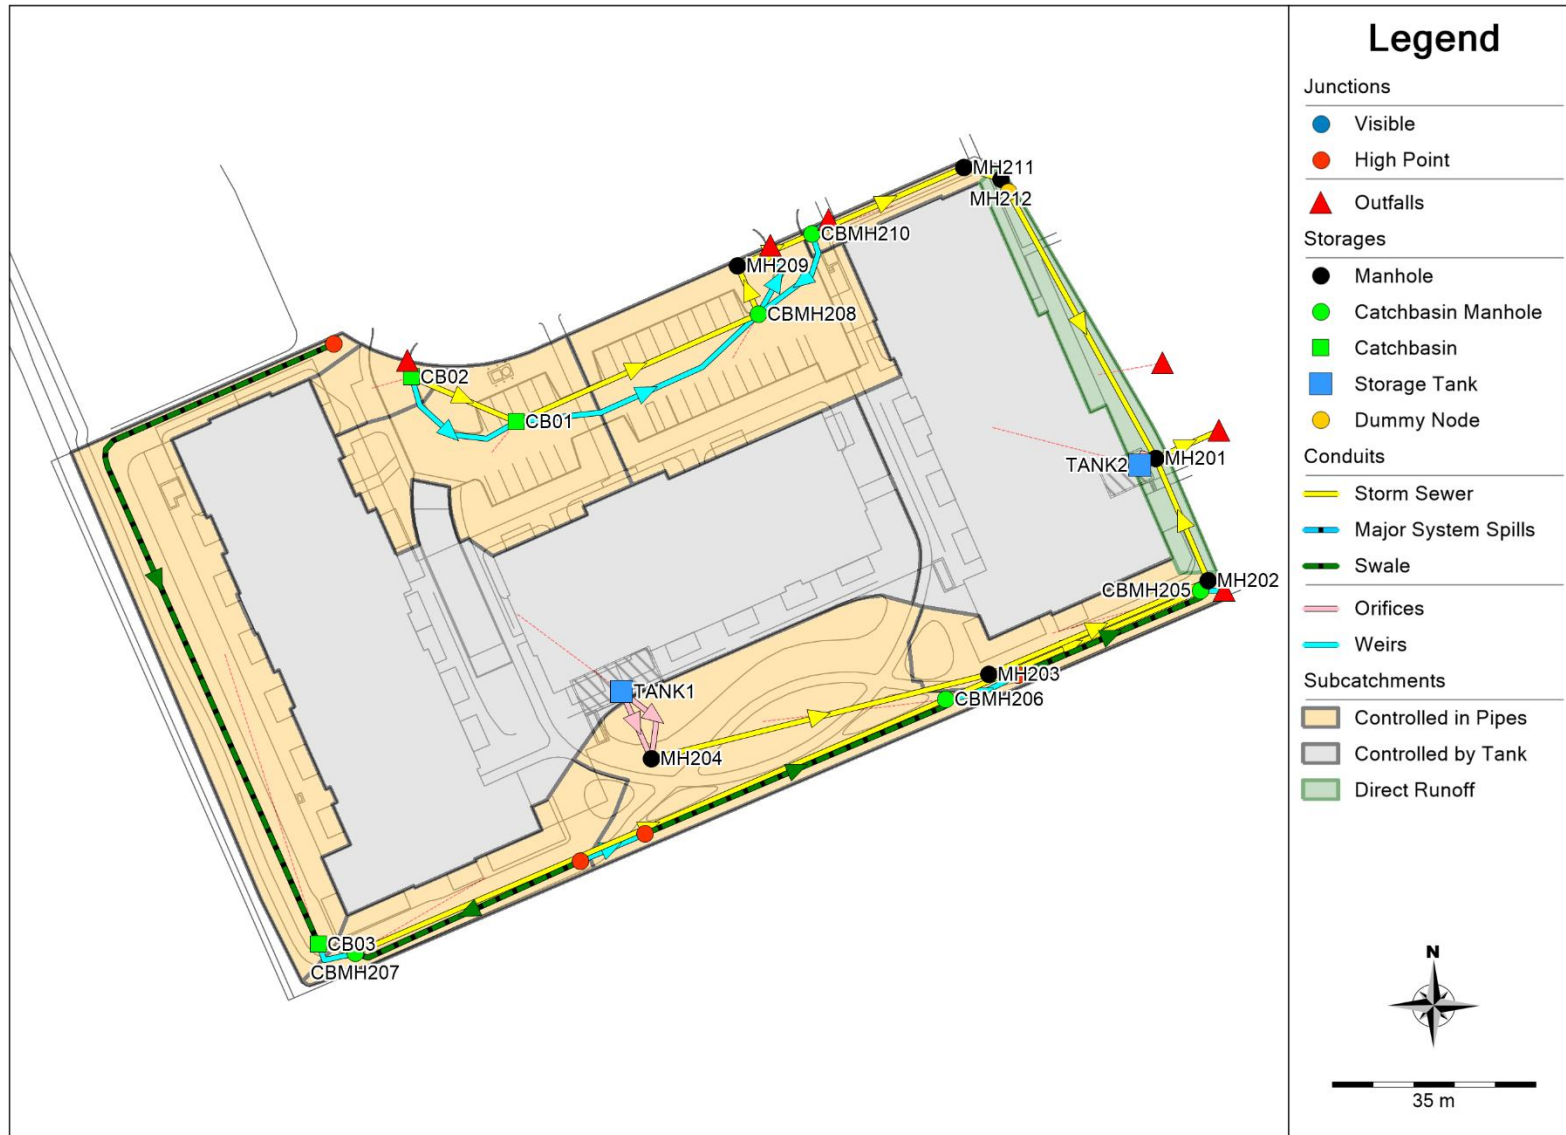 MH211
MH212
CBMH210
MH209
CBMH208
CB02
CB01
TANK2
MH201
MH202
CBMH205
TANK1
MH203
CBMH206
MH204
CB03
CBMH207
Legend
Junctions
Visible
High Point
Outfalls
Storages
Manhole
Catchbasin Manhole
Catchbasin
Storage Tank
Dummy Node
Conduits
Storm Sewer
Major System Spills
Swale
Orifices
Weirs
Subcatchments
Controlled in Pipes
Controlled by Tank
Direct Runoff
N
35 m